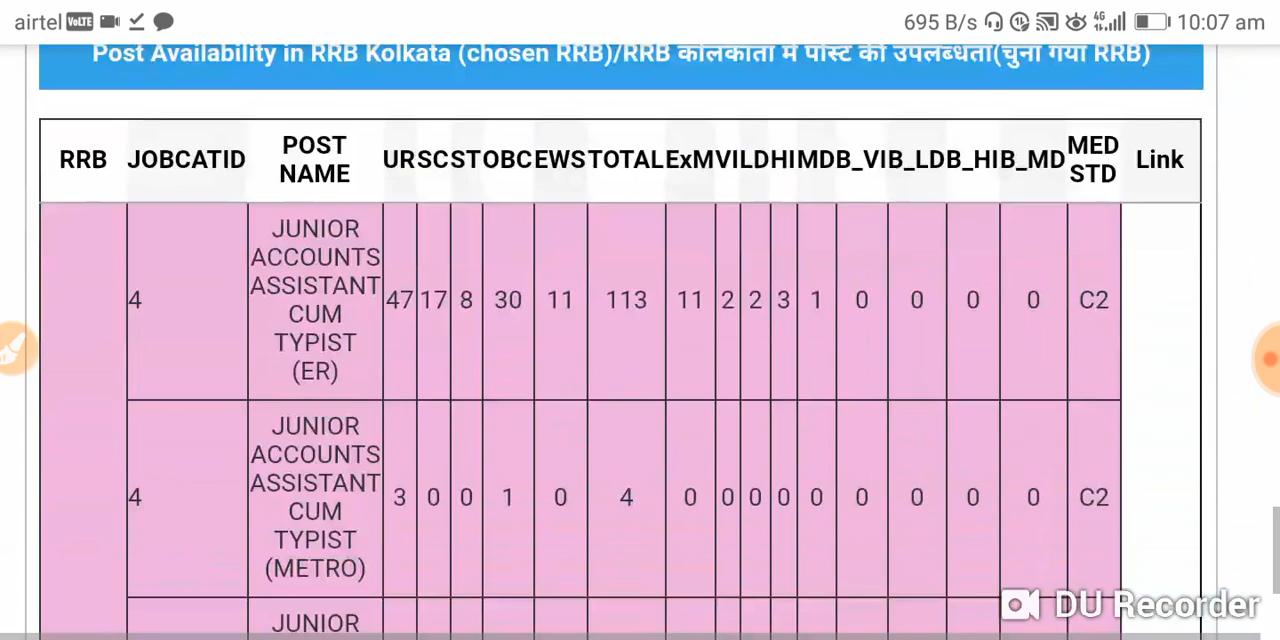 airtel VoLTE 695 B/s 4G 10:07 am
Post Availability in RRB Kolkata (chosen RRB)/RRB कोलकाता में पोस्ट की उपलब्धता(चुना गया RRB)
RRB JOBCATID POST NAME UR SC ST OBC EWS TOTAL ExM VI LD HI MD B_VI B_LD B_HI B_MD MED STD Link
4 JUNIOR ACCOUNTS ASSISTANT CUM TYPIST (ER) 47 17 8 30 11 113 11 2 2 3 1 0 0 0 0 C2
4 JUNIOR ACCOUNTS ASSISTANT CUM TYPIST (METRO) 3 0 0 1 0 4 0 0 0 0 0 0 0 0 0 C2
JUNIOR
DU Recorder